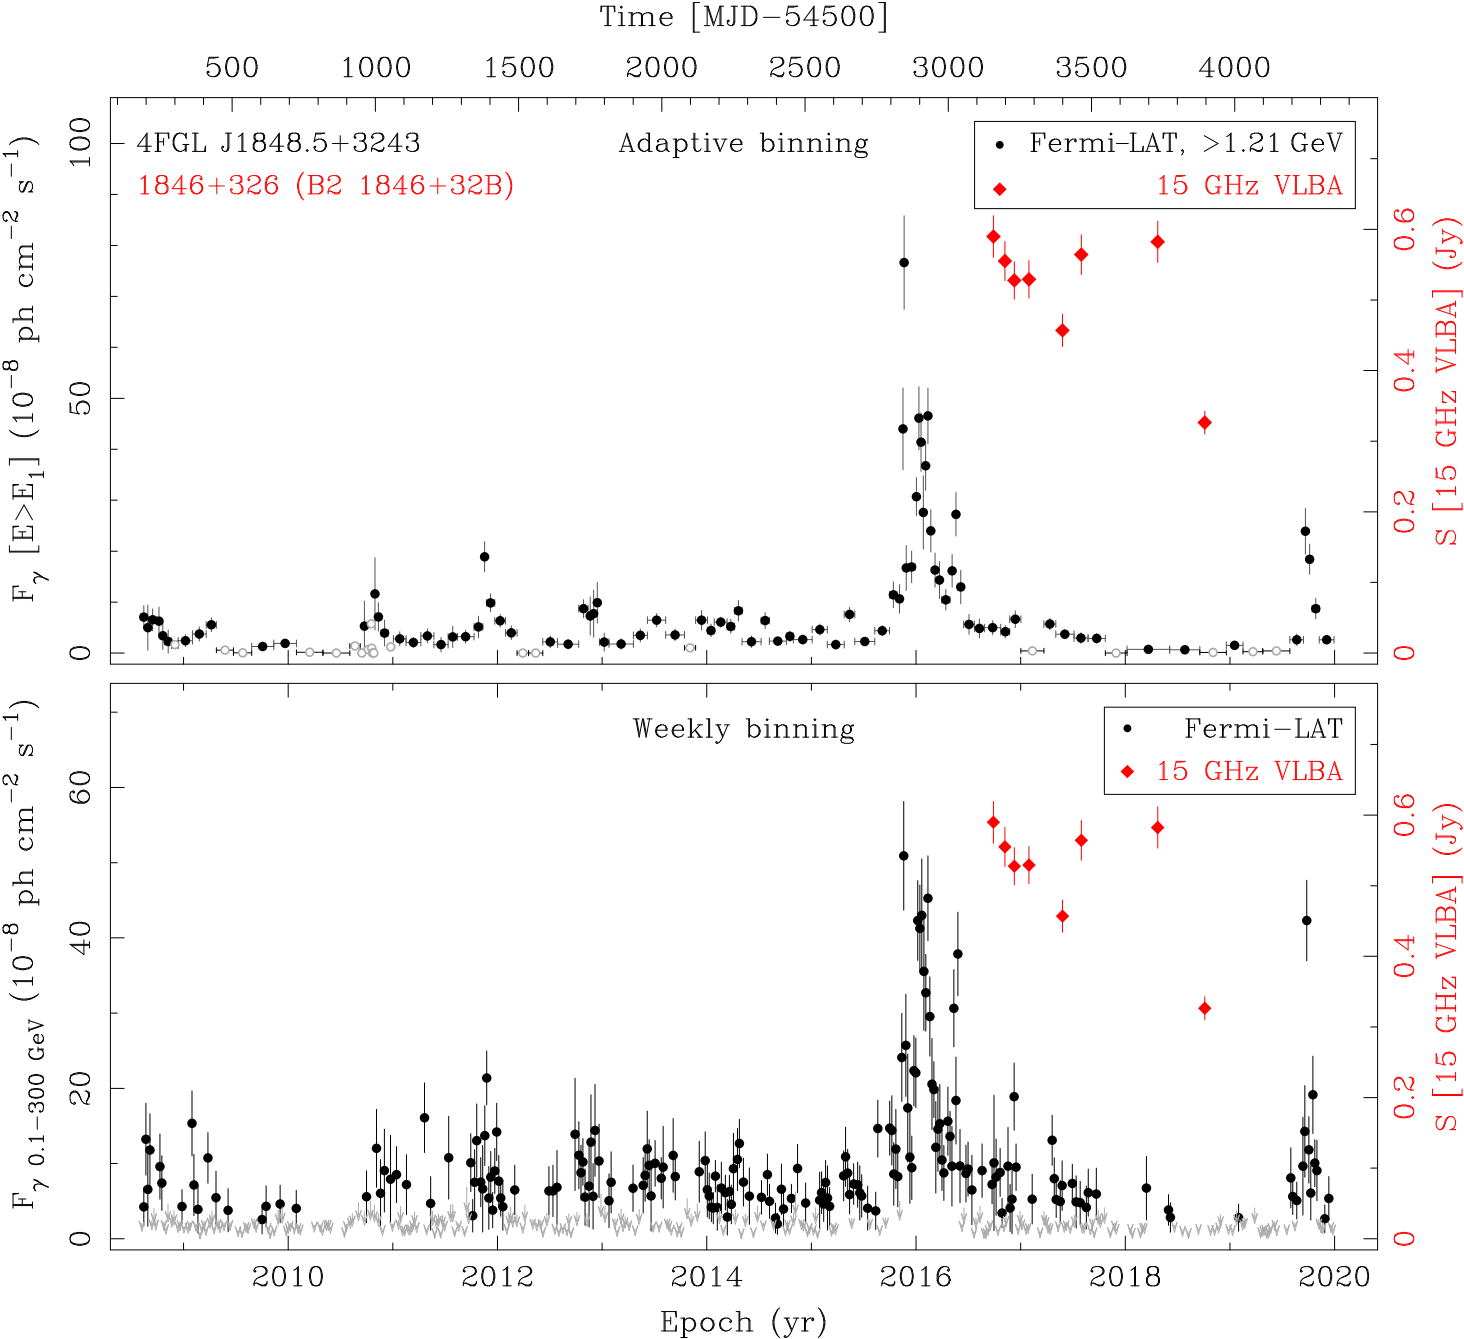 Time [MJD−54500]
500 1000 1500 2000 2500 3000 3500 4000
4FGL J1848.5+3243
1846+326 (B2 1846+32B)
Adaptive binning
Fermi−LAT, >1.21 GeV
15 GHz VLBA
F_γ [E>E_1] (10^−8 ph cm^−2 s^−1)
100
50
0
S [15 GHz VLBA] (Jy)
0.6
0.4
0.2
0
Weekly binning
Fermi−LAT
15 GHz VLBA
F_γ 0.1−300 GeV (10^−8 ph cm^−2 s^−1)
60
40
20
0
S [15 GHz VLBA] (Jy)
0.6
0.4
0.2
0
2010 2012 2014 2016 2018 2020
Epoch (yr)